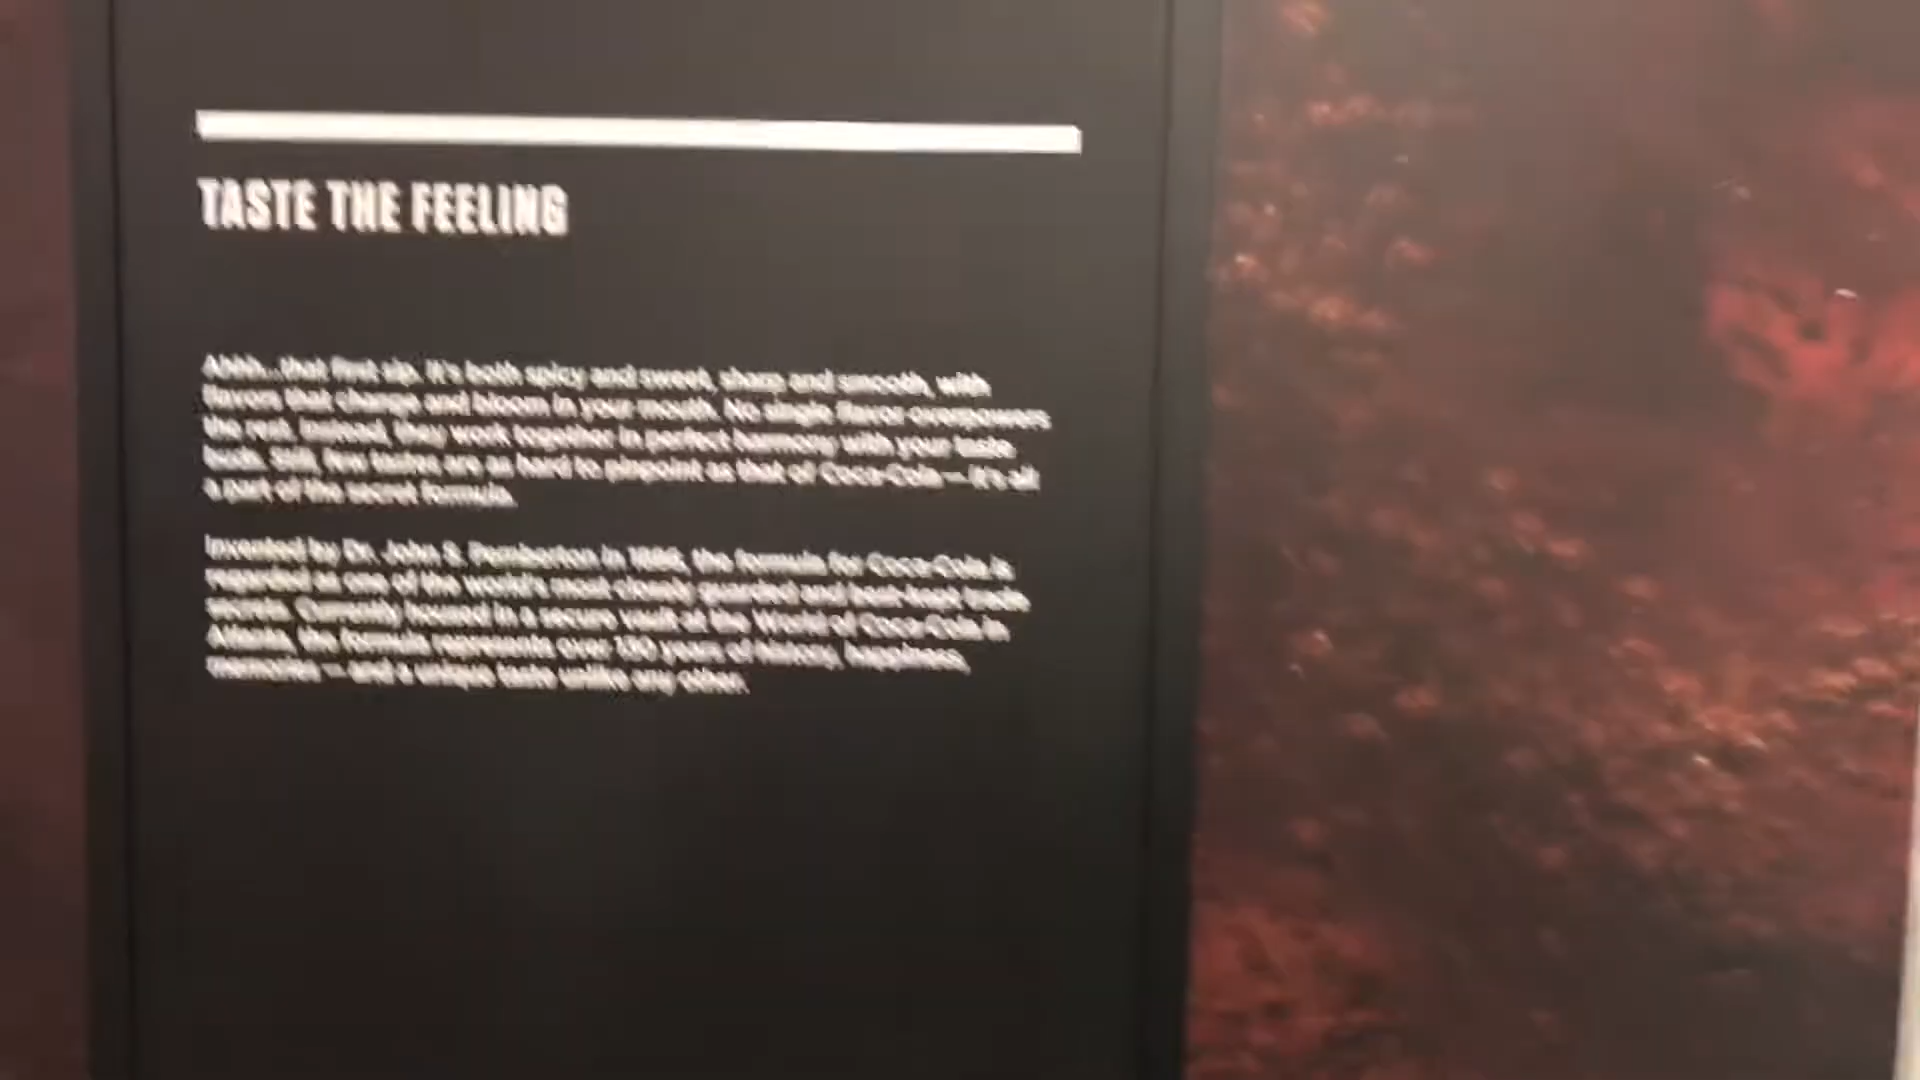 TASTE THE FEELING
Ahhh...that first sip. It's both spicy and sweet, sharp and smooth, with
flavors that change and bloom in your mouth. No single flavor overpowers
the rest. Instead, they work together in perfect harmony with your taste
buds. Still, few tastes are as hard to pinpoint as that of Coca-Cola — it's all
a part of the secret formula.
Invented by Dr. John S. Pemberton in 1886, the formula for Coca-Cola is
regarded as one of the world's most closely guarded and best-kept trade
secrets. Currently housed in a secure vault at the World of Coca-Cola in
Atlanta, the formula represents over 130 years of history, happiness,
memories — and a unique taste unlike any other.